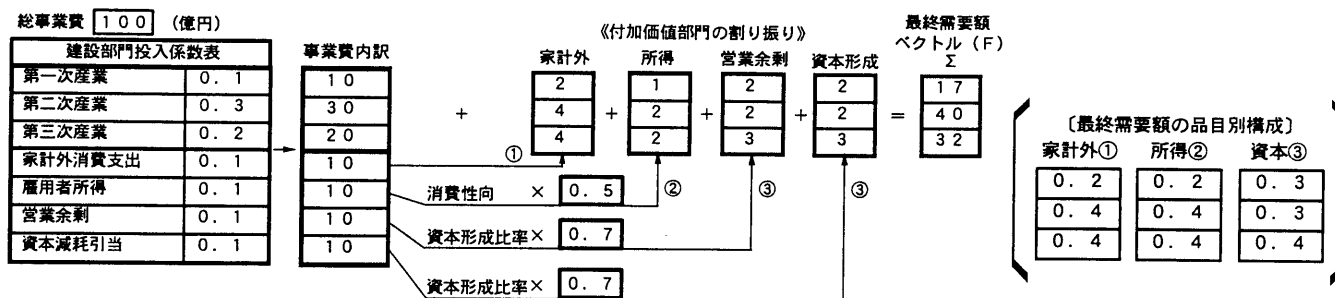 総事業費 １００ （億円）
建設部門投入係数表
第一次産業 ０．１
第二次産業 ０．３
第三次産業 ０．２
家計外消費支出 ０．１
雇用者所得 ０．１
営業余剰 ０．１
資本減耗引当 ０．１
事業費内訳
１０
３０
２０
１０
１０
１０
１０
《付加価値部門の割り振り》
家計外 所得 営業余剰 資本形成
最終需要額
ベクトル（Ｆ）
Σ
２ １ ２ ２ １７
＋ ４ ＋ ２ ＋ ２ ＋ ２ ＝ ４０
４ ２ ３ ３ ３２
① ② ③ ③
消費性向 × ０．５
資本形成比率× ０．７
資本形成比率× ０．７
〔最終需要額の品目別構成〕
家計外① 所得② 資本③
０．２ ０．２ ０．３
０．４ ０．４ ０．３
０．４ ０．４ ０．４